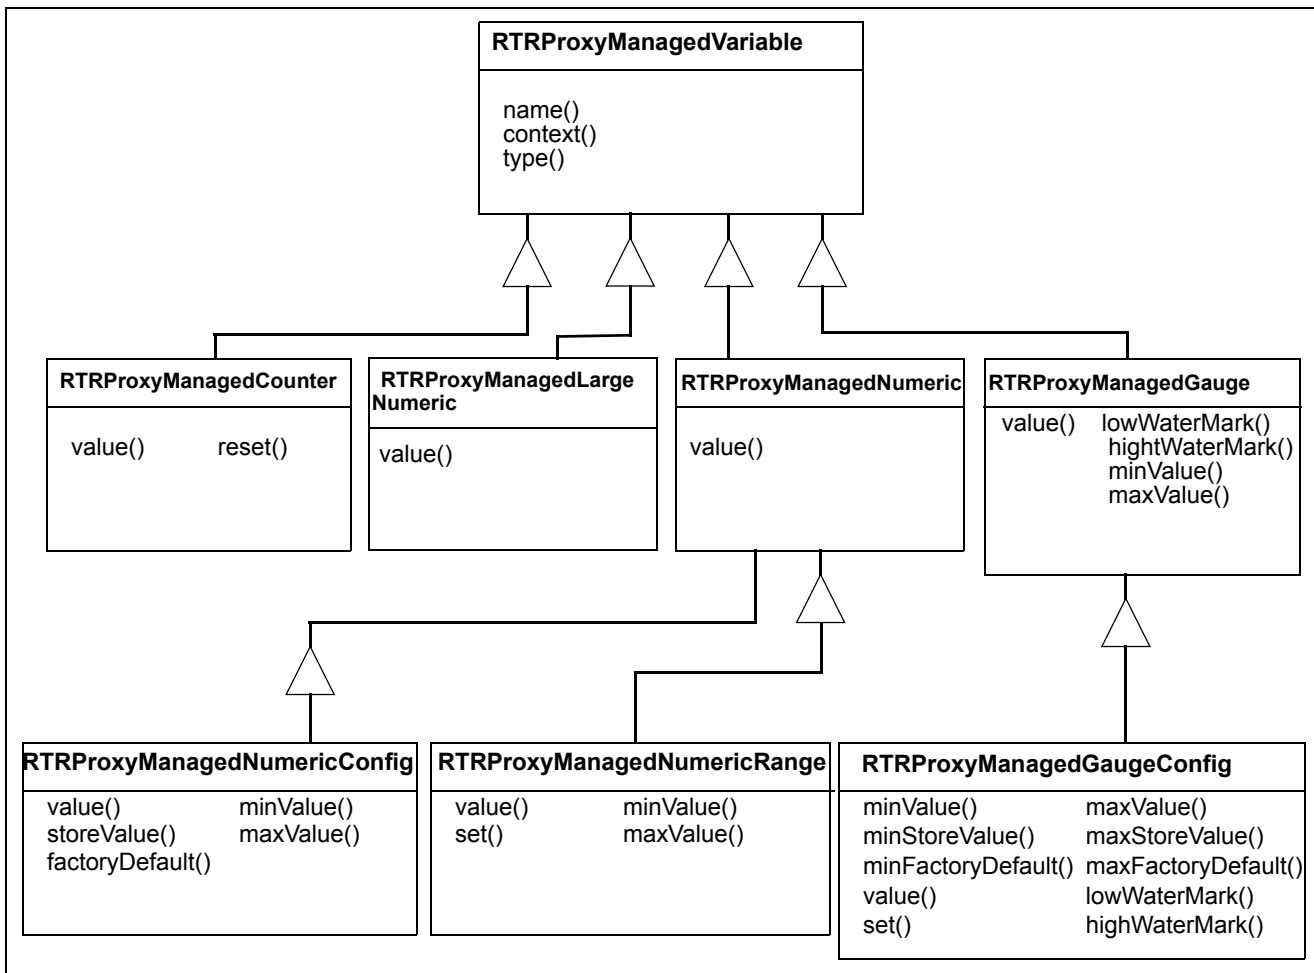 RTRProxyManagedVariable
name()
context()
type()
RTRProxyManagedCounter
value() reset()
RTRProxyManagedLarge
Numeric
value()
RTRProxyManagedNumeric
value()
RTRProxyManagedGauge
value() lowWaterMark()
hightWaterMark()
minValue()
maxValue()
RTRProxyManagedNumericConfig
value() minValue()
storeValue() maxValue()
factoryDefault()
RTRProxyManagedNumericRange
value() minValue()
set() maxValue()
RTRProxyManagedGaugeConfig
minValue() maxValue()
minStoreValue() maxStoreValue()
minFactoryDefault() maxFactoryDefault()
value() lowWaterMark()
set() highWaterMark()